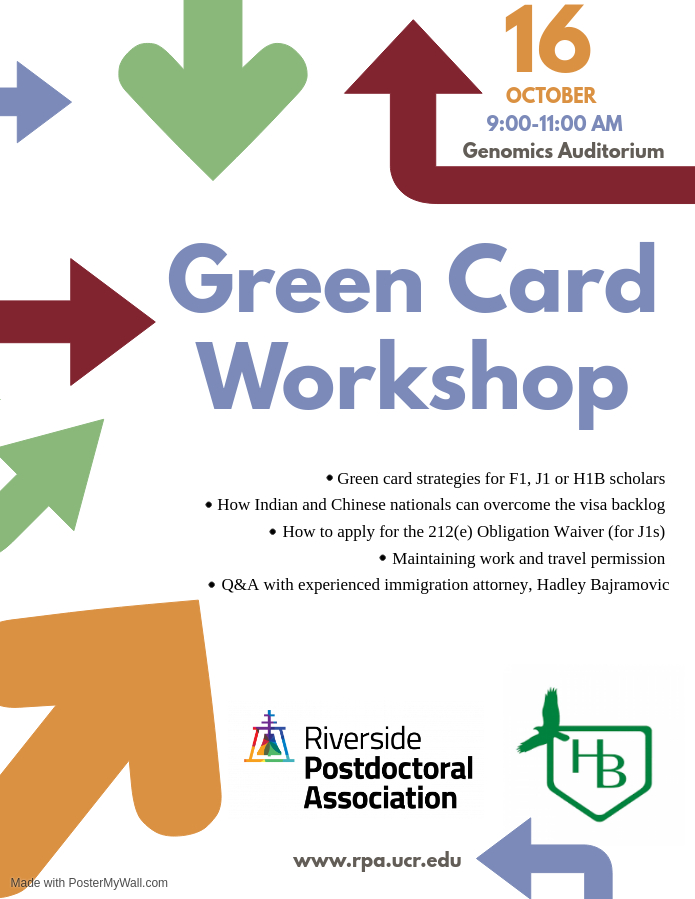 16
OCTOBER
9:00-11:00 AM
Genomics Auditorium
Green Card
Workshop
• Green card strategies for F1, J1 or H1B scholars
• How Indian and Chinese nationals can overcome the visa backlog
• How to apply for the 212(e) Obligation Waiver (for J1s)
• Maintaining work and travel permission
• Q&A with experienced immigration attorney, Hadley Bajramovic
Riverside
Postdoctoral
Association
HB
www.rpa.ucr.edu
Made with PosterMyWall.com